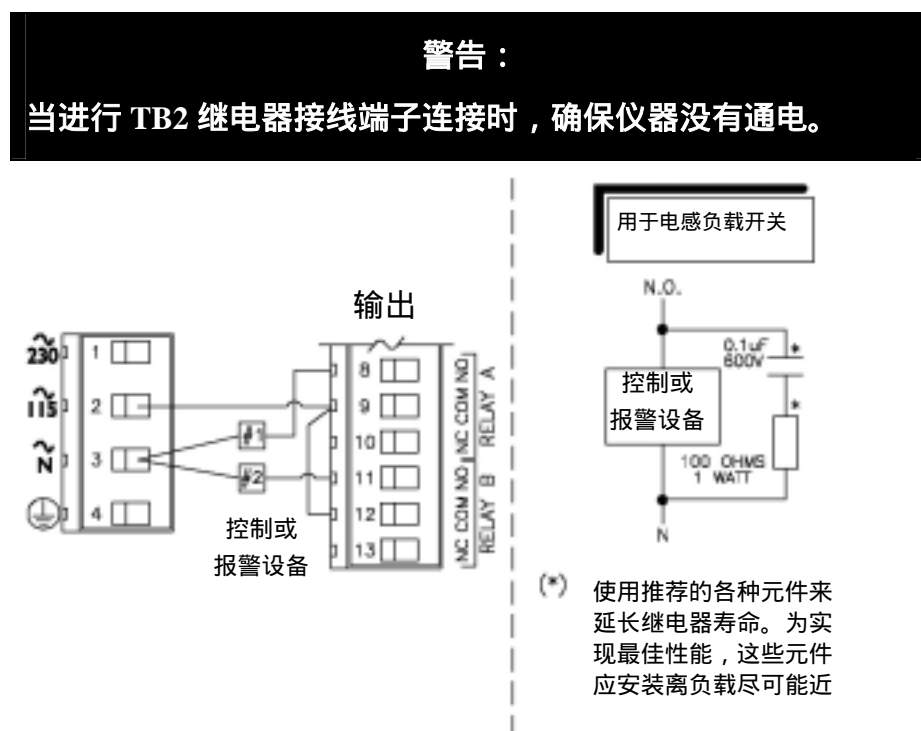 警告：
当进行 TB2 继电器接线端子连接时，确保仪器没有通电。
用于电感负载开关
N.O.
0.1uF
600V
*
控制或
报警设备
*
100 OHMS
1 WATT
N
(*)
使用推荐的各种元件来
延长继电器寿命。为实
现最佳性能，这些元件
应安装离负载尽可能近
输出
~
230
1
~
115
2
~
N
3
4
#1
#2
控制或
报警设备
8
9
10
11
12
13
NC COM NO
RELAY A
NC COM NO
RELAY B